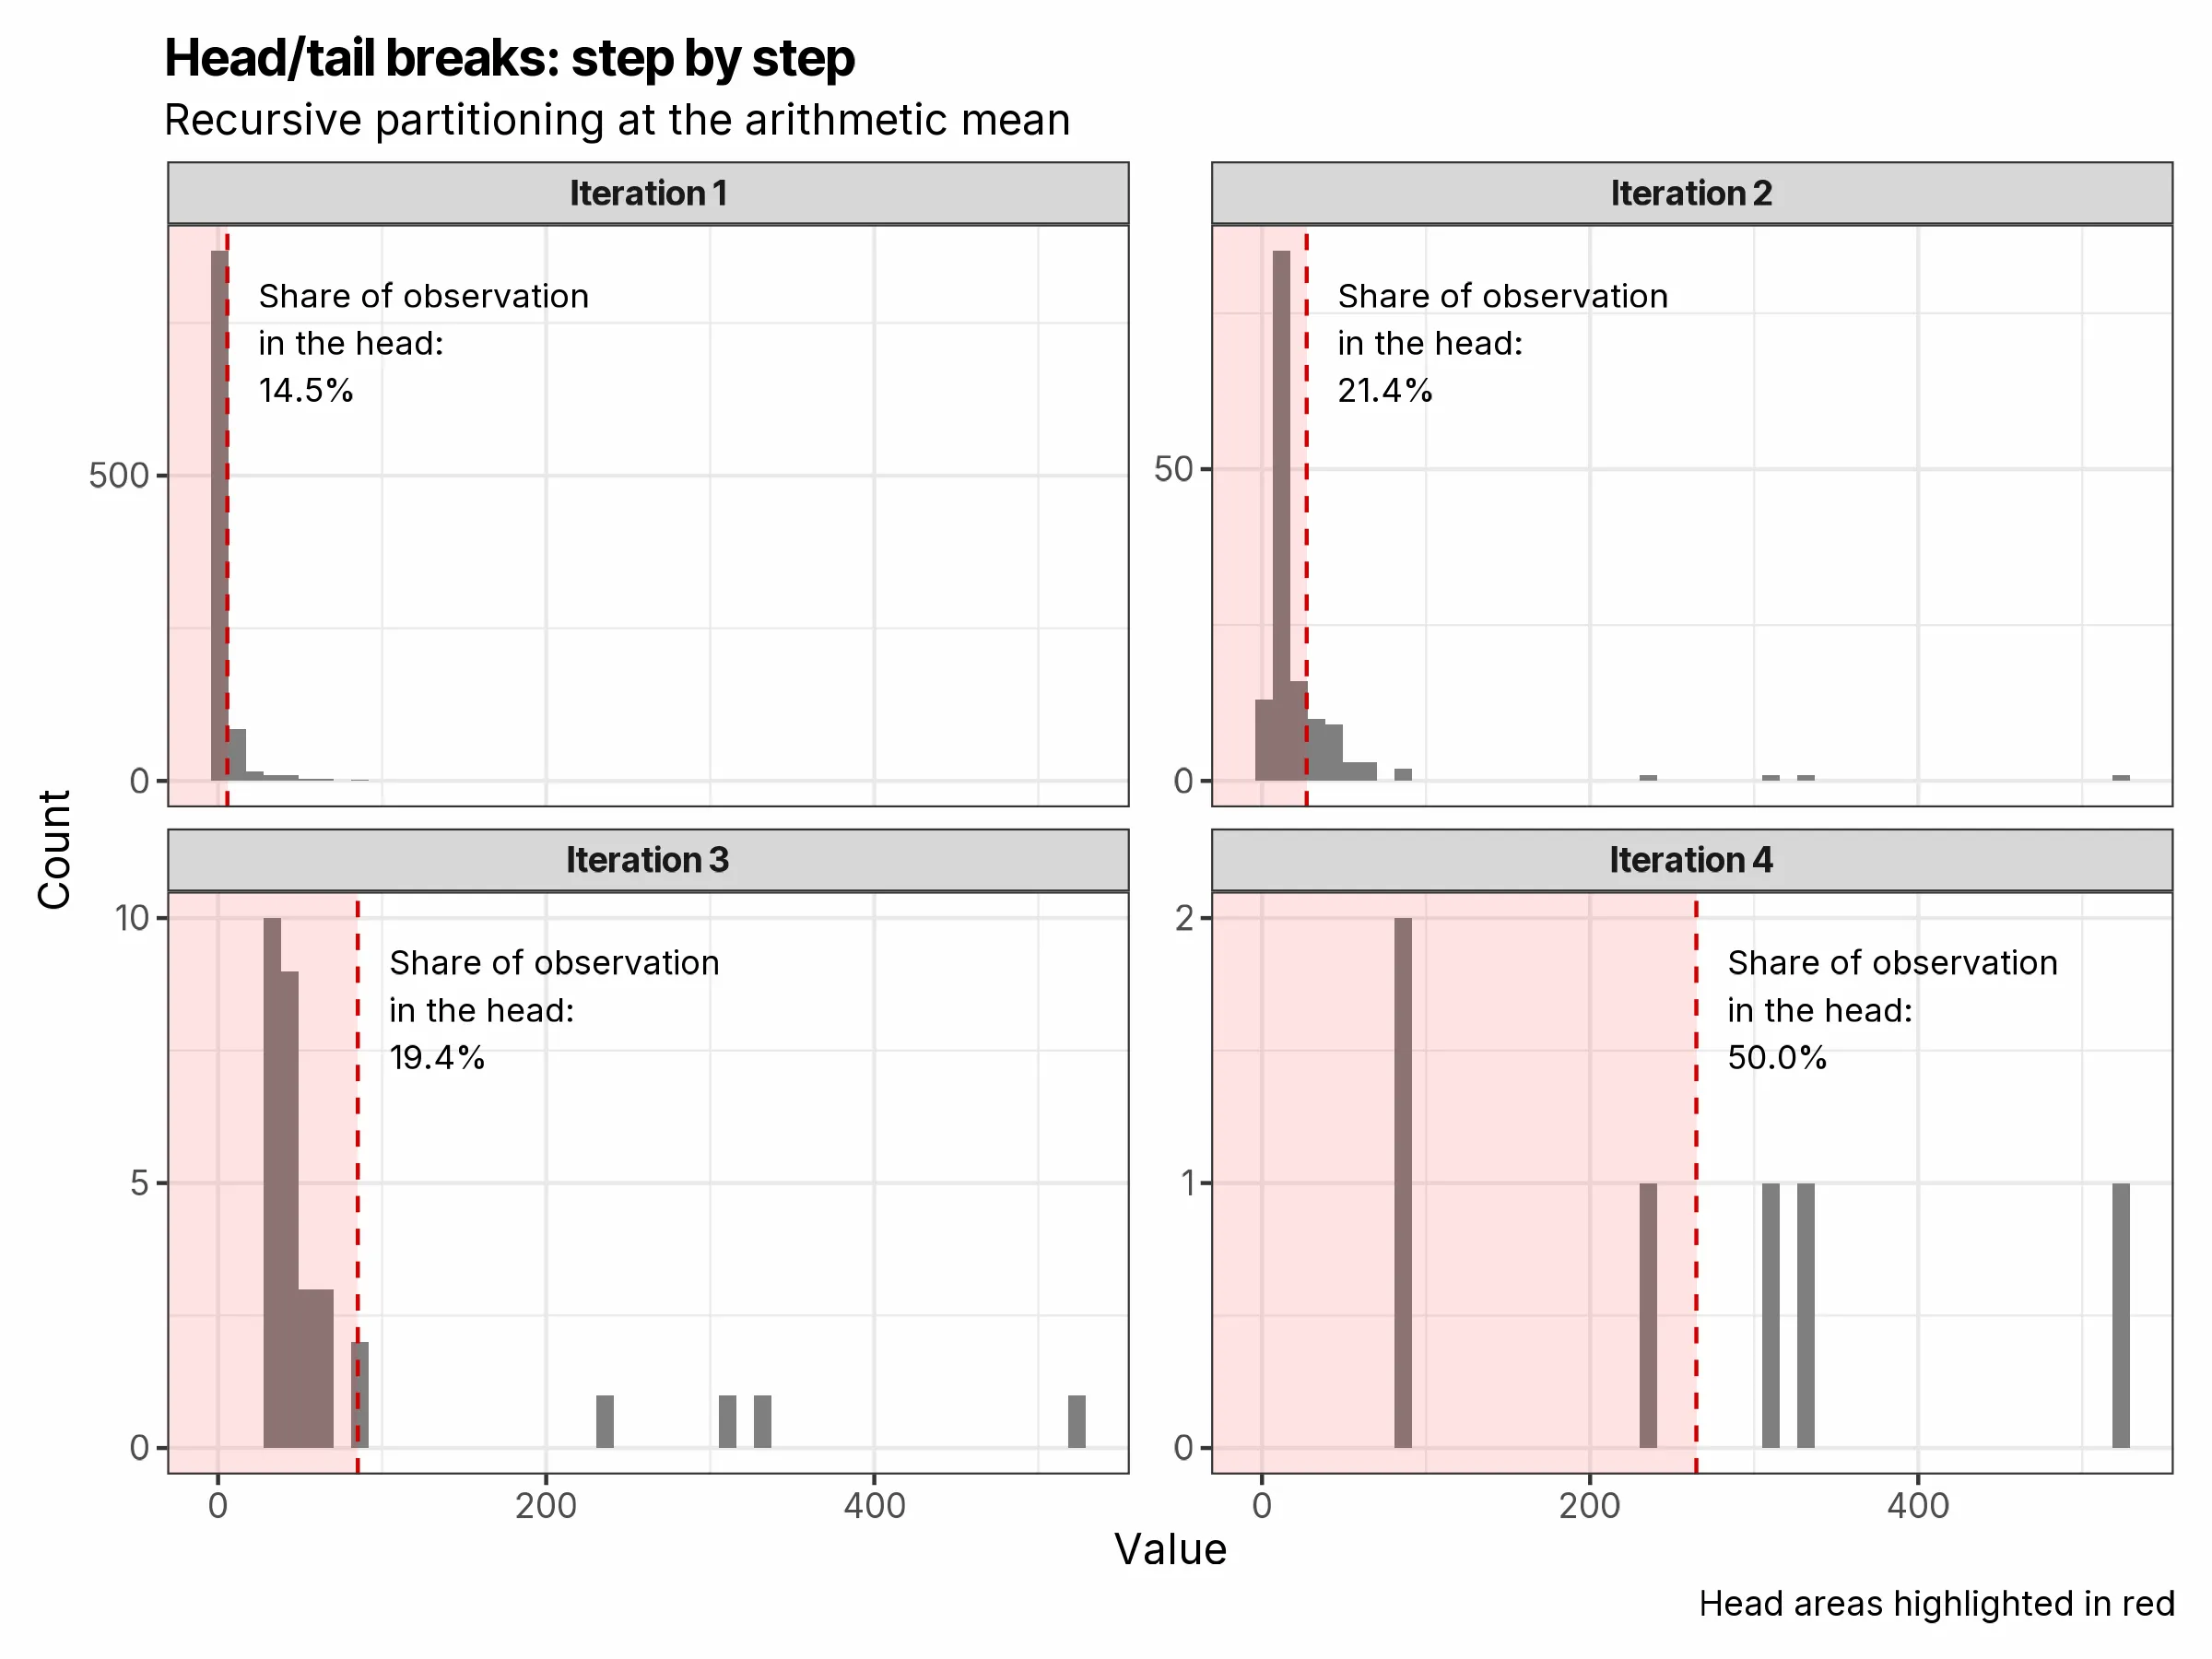 Head/tail breaks: step by step
Recursive partitioning at the arithmetic mean
Iteration 1
Share of observation
in the head:
14.5%
500
0
Iteration 2
Share of observation
in the head:
21.4%
50
0
Iteration 3
Share of observation
in the head:
19.4%
10
5
0
0 200 400
Iteration 4
Share of observation
in the head:
50.0%
2
1
0
0 200 400
Count
Value
Head areas highlighted in red